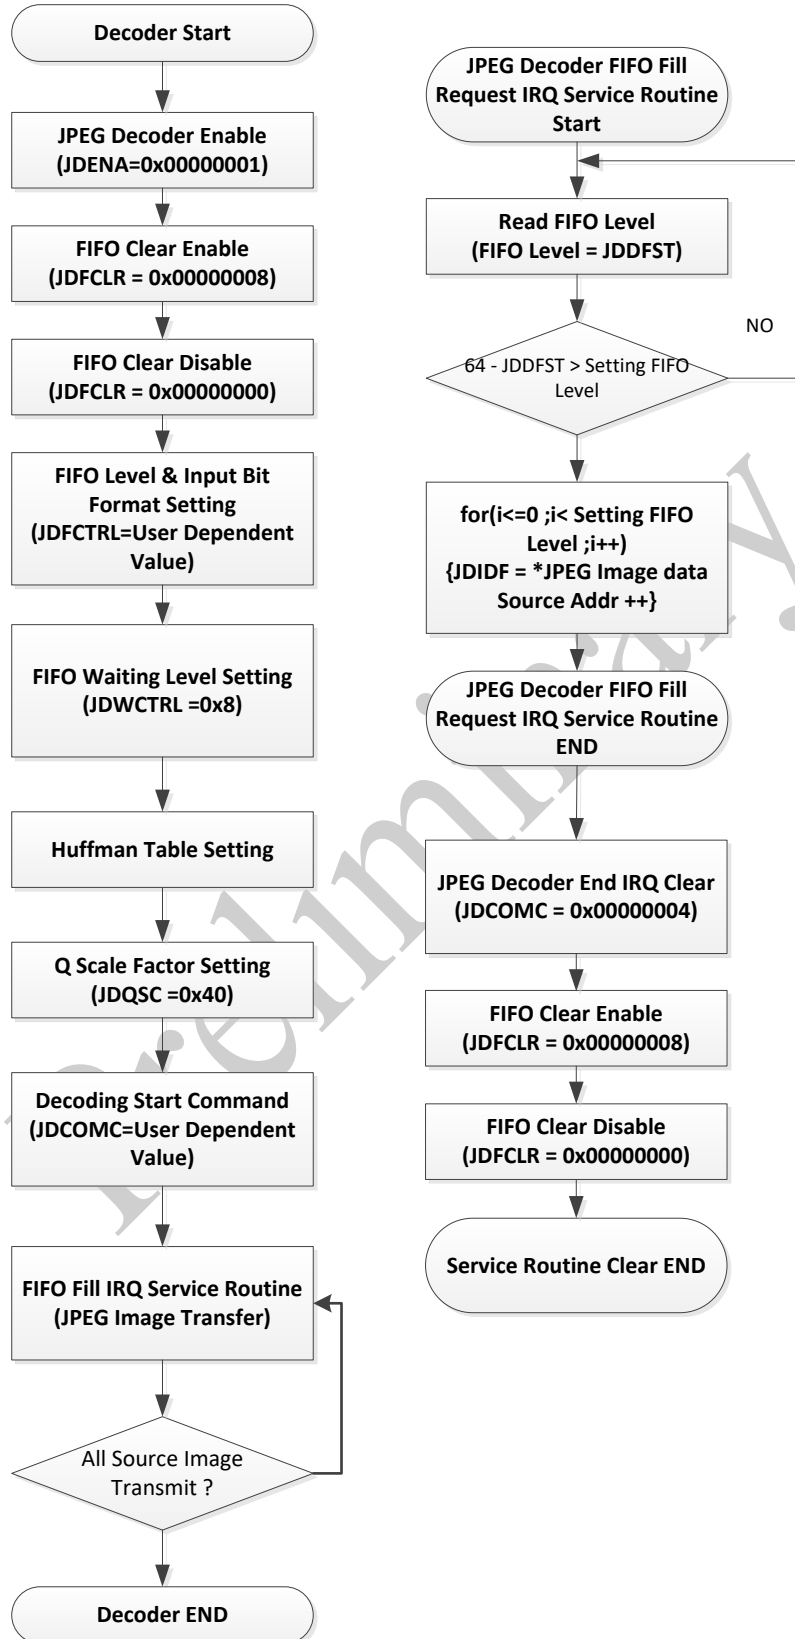 Decoder Start
JPEG Decoder Enable
(JDENA=0x00000001)
FIFO Clear Enable
(JDFCLR = 0x00000008)
FIFO Clear Disable
(JDFCLR = 0x00000000)
FIFO Level & Input Bit
Format Setting
(JDFCTRL=User Dependent
Value)
FIFO Waiting Level Setting
(JDWCTRL =0x8)
Huffman Table Setting
Q Scale Factor Setting
(JDQSC =0x40)
Decoding Start Command
(JDCOMC=User Dependent
Value)
FIFO Fill IRQ Service Routine
(JPEG Image Transfer)
All Source Image
Transmit ?
Decoder END
JPEG Decoder FIFO Fill
Request IRQ Service Routine
Start
Read FIFO Level
(FIFO Level = JDDFST)
NO
64 - JDDFST > Setting FIFO
Level
for(i<=0 ;i< Setting FIFO
Level ;i++)
{JDIDF = *JPEG Image data
Source Addr ++}
JPEG Decoder FIFO Fill
Request IRQ Service Routine
END
JPEG Decoder End IRQ Clear
(JDCOMC = 0x00000004)
FIFO Clear Enable
(JDFCLR = 0x00000008)
FIFO Clear Disable
(JDFCLR = 0x00000000)
Service Routine Clear END
Preliminary